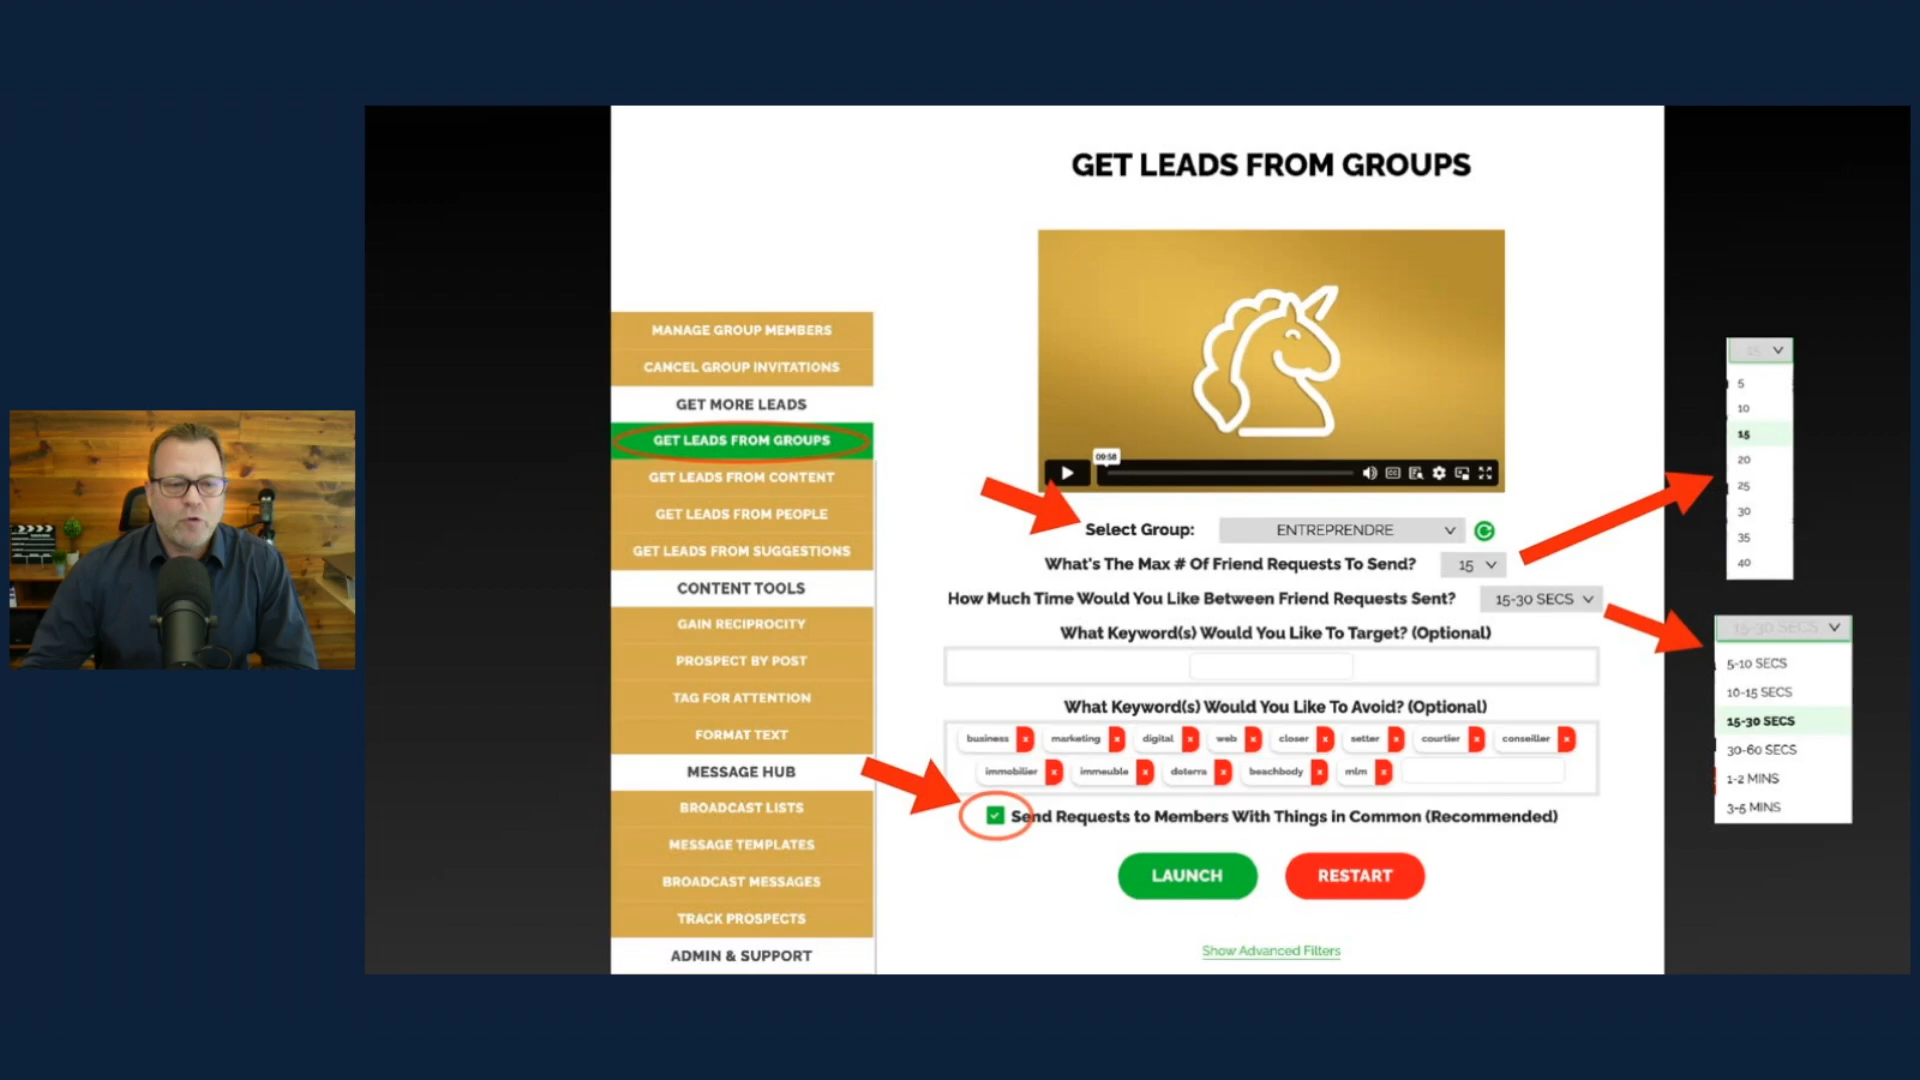 GET LEADS FROM GROUPS
MANAGE GROUP MEMBERS
CANCEL GROUP INVITATIONS
GET MORE LEADS
GET LEADS FROM GROUPS
GET LEADS FROM CONTENT
GET LEADS FROM PEOPLE
GET LEADS FROM SUGGESTIONS
CONTENT TOOLS
GAIN RECIPROCITY
PROSPECT BY POST
TAG FOR ATTENTION
FORMAT TEXT
MESSAGE HUB
BROADCAST LISTS
MESSAGE TEMPLATES
BROADCAST MESSAGES
TRACK PROSPECTS
ADMIN & SUPPORT
09:58
Select Group: ENTREPRENDRE
What's The Max # Of Friend Requests To Send? 15
How Much Time Would You Like Between Friend Requests Sent? 15-30 SECS
What Keyword(s) Would You Like To Target? (Optional)
What Keyword(s) Would You Like To Avoid? (Optional)
business x marketing x digital x web x closer x setter x courtier x conseiller x
immobilier x immeuble x doterra x beachbody x mlm x
Send Requests to Members With Things in Common (Recommended)
LAUNCH RESTART
Show Advanced Filters
15
5
10
15
20
25
30
35
40
15-30 SECS
5-10 SECS
10-15 SECS
15-30 SECS
30-60 SECS
1-2 MINS
3-5 MINS